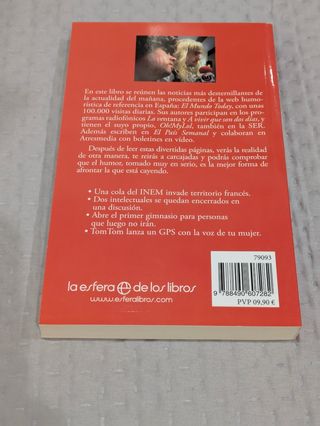 En este libro se reúnen las noticias más desternillantes de
la actualidad del mañana, procedentes de la web humo-
rística de referencia en España: El Mundo Today, con unas
100.000 visitas diarias. Sus autores participan en los pro-
gramas radiofónicos La ventana y A vivir que son dos días, y
tienen el suyo propio, Oh!MyLol, también en la SER.
Además escriben en El País Semanal y colaboran en
Atresmedia con boletines en vídeo.
Después de leer estas divertidas páginas, verás la realidad
de otra manera, te reirás a carcajadas y podrás comprobar
que el humor, tomado muy en serio, es la mejor forma de
afrontar la que está cayendo.
• Una cola del INEM invade territorio francés.
• Dos intelectuales se quedan encerrados en
una discusión.
• Abre el primer gimnasio para personas
que luego no irán.
• TomTom lanza un GPS con la voz de tu mujer.
la esfera de los libros
www.esferalibros.com
79093
9 788490 607282
PVP 09,90 €